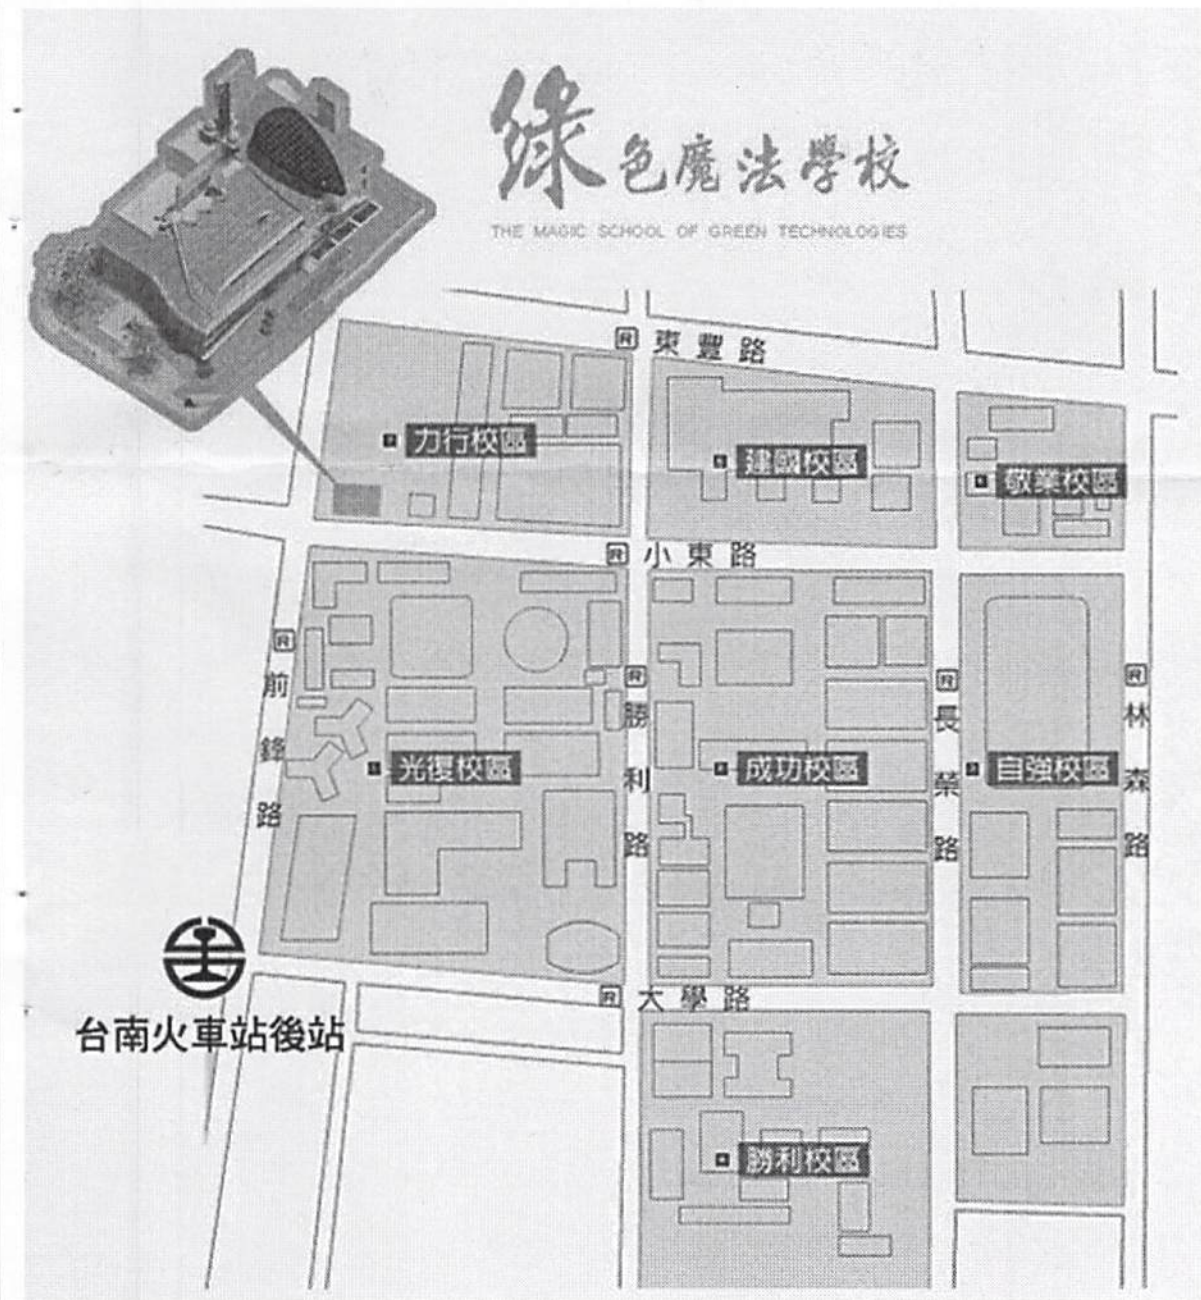 綠色魔法學校
THE MAGIC SCHOOL OF GREEN TECHNOLOGIES
R 東豐路
力行校區
建國校區
敬業校區
R 小東路
R 前鋒路
R 勝利路
R 長榮路
R 林森路
光復校區
成功校區
自強校區
台南火車站後站
R 大學路
勝利校區